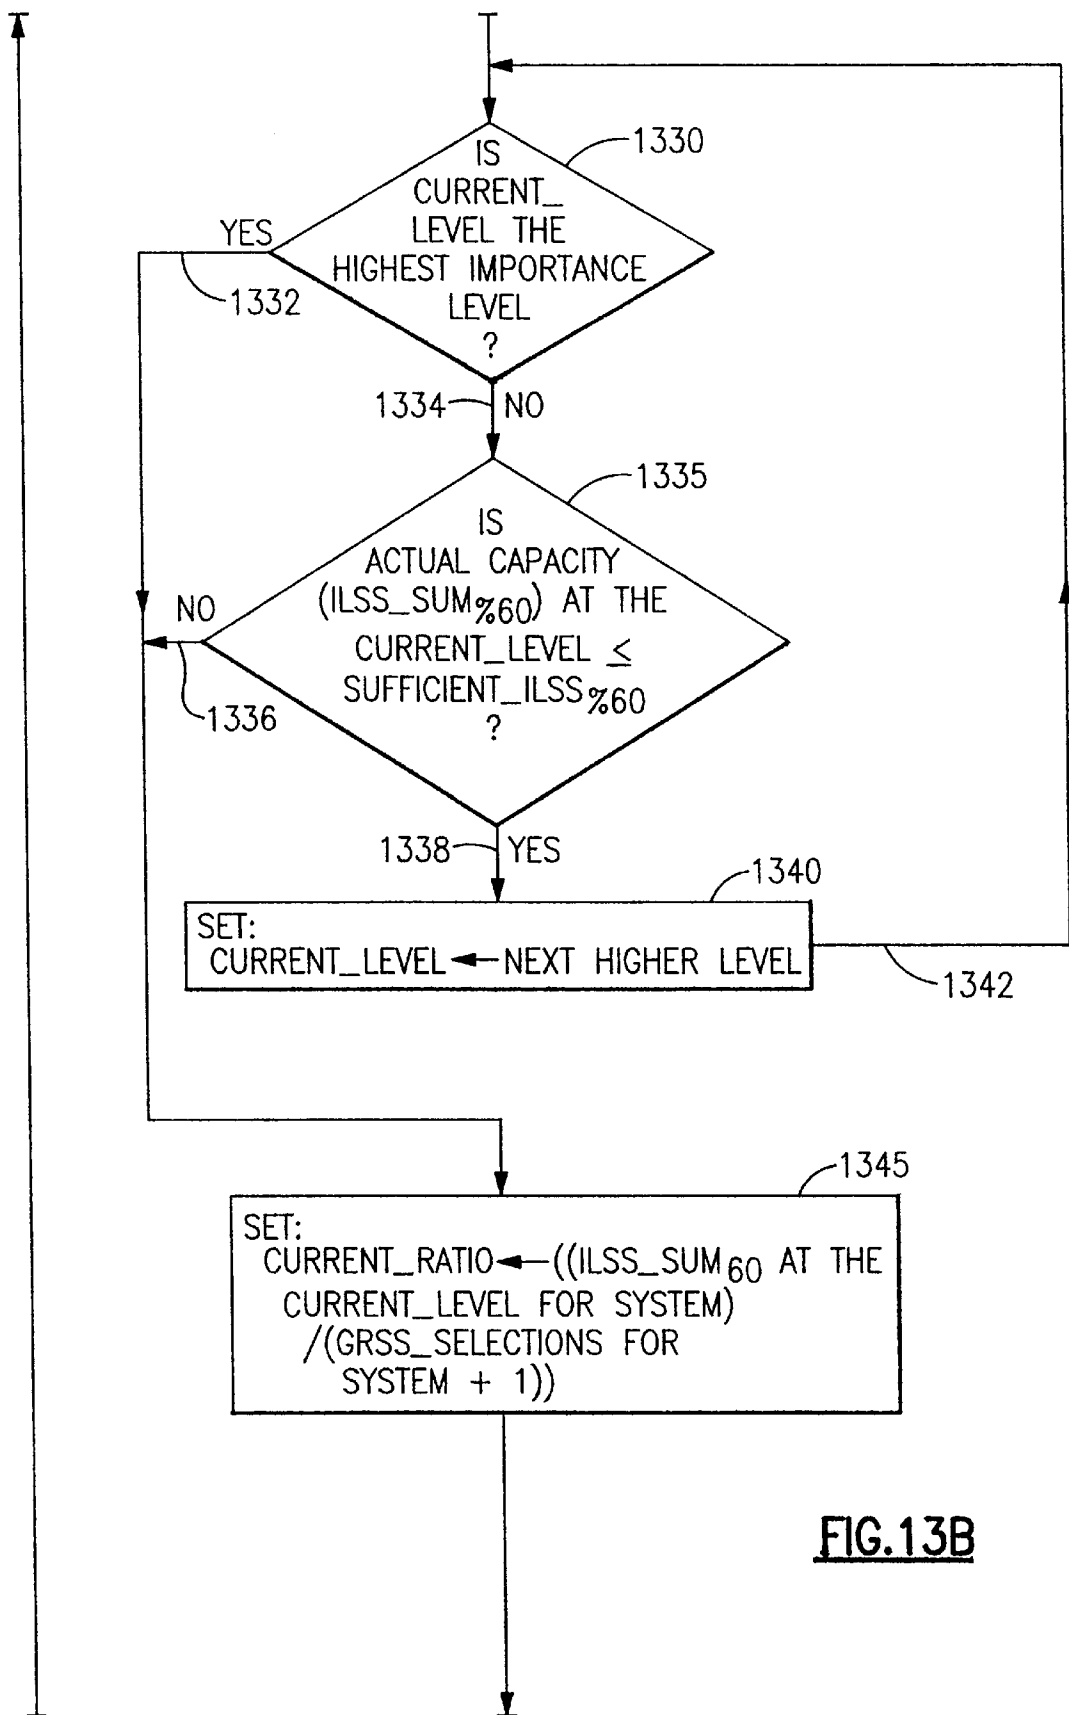 IS
1330
CURRENT_
LEVEL THE
YES
HIGHEST IMPORTANCE
1332
LEVEL
?
1334
NO
1335
IS
ACTUAL CAPACITY
(ILSS_SUM%60) AT THE
NO
CURRENT_LEVEL ≤
SUFFICIENT_ILSS%60
1336
?
1338
YES
1340
SET:
CURRENT_LEVEL←NEXT HIGHER LEVEL
1342
1345
SET:
CURRENT_RATIO←((ILSS_SUM60 AT THE
CURRENT_LEVEL FOR SYSTEM)
/(GRSS_SELECTIONS FOR
SYSTEM + 1))
FIG.13B